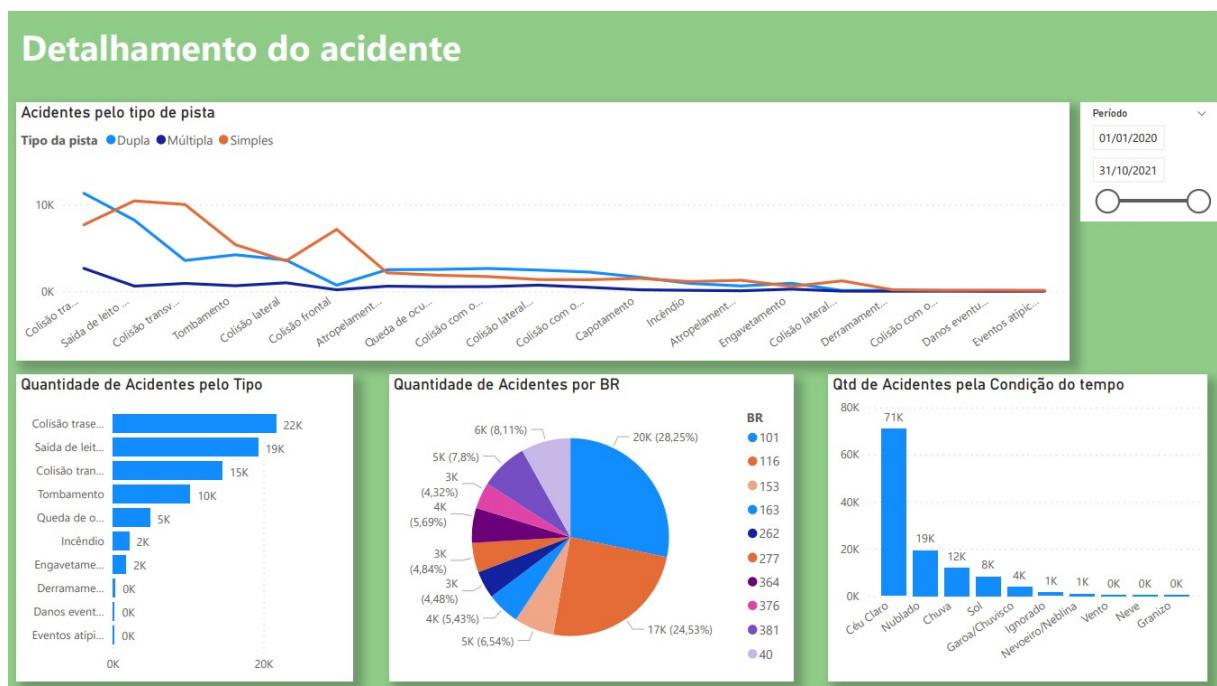 Detalhamento do acidente
Acidentes pelo tipo de pista
Tipo da pista Dupla Múltipla Simples
10K
0K
Colisão tra...
Saída de leito ...
Colisão transv...
Tombamento
Colisão lateral
Colisão frontal
Atropelament...
Queda de ocu...
Colisão com o...
Colisão lateral...
Colisão com o...
Capotamento
Incêndio
Atropelament...
Engavetamento
Colisão lateral...
Derramament...
Colisão com o...
Danos eventu...
Eventos atípic...
Período
01/01/2020
31/10/2021
Quantidade de Acidentes pelo Tipo
Colisão trase... 22K
Saída de leit... 19K
Colisão tran... 15K
Tombamento 10K
Queda de o... 5K
Incêndio 2K
Engavetame... 2K
Derramame... 0K
Danos event... 0K
Eventos atípi... 0K
0K 20K
Quantidade de Acidentes por BR
20K (28,25%)
17K (24,53%)
5K (6,54%)
4K (5,43%)
3K
(4,48%)
3K
(4,84%)
4K
(5,69%)
3K
(4,32%)
5K (7,8%)
6K (8,11%)
BR
101
116
153
163
262
277
364
376
381
40
Qtd de Acidentes pela Condição do tempo
80K
60K
40K
20K
0K
71K
19K
12K
8K
4K
1K
1K
0K
0K
0K
Céu Claro
Nublado
Chuva
Sol
Garoa/Chuvisco
Ignorado
Nevoeiro/Neblina
Vento
Neve
Granizo